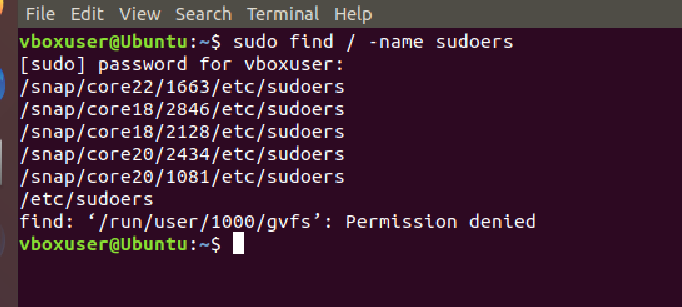 File Edit View Search Terminal Help
vboxuser@Ubuntu:~$ sudo find / -name sudoers
[sudo] password for vboxuser:
/snap/core22/1663/etc/sudoers
/snap/core18/2846/etc/sudoers
/snap/core18/2128/etc/sudoers
/snap/core20/2434/etc/sudoers
/snap/core20/1081/etc/sudoers
/etc/sudoers
find: ‘/run/user/1000/gvfs’: Permission denied
vboxuser@Ubuntu:~$